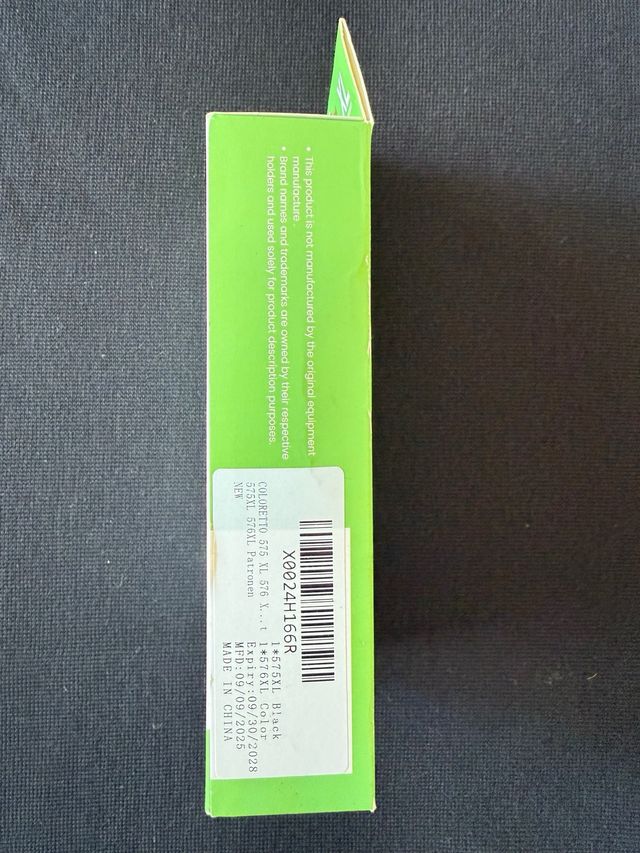 • This product is not manufactured by the original equipment
manufacture.
• Brand names and trademarks are owned by their respective
holders and used solely for product description purposes.
X0024H166R
COLORETTO 575 XL 576 X...t
575XL 576XL Patronen
NEW
1*575XL Black
1*576XL Color
Expiry:09/30/2028
MFD:09/09/2025
MADE IN CHINA